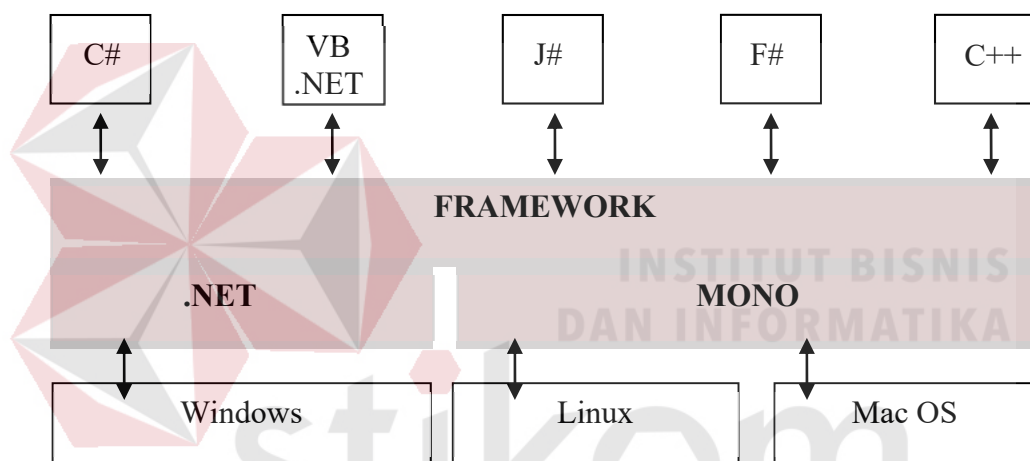 C#
VB
.NET
J#
F#
C++
FRAMEWORK
INSTITUT BISNIS
.NET
MONO
DAN INFORMATIKA
Windows
Linux
Mac OS
stikom